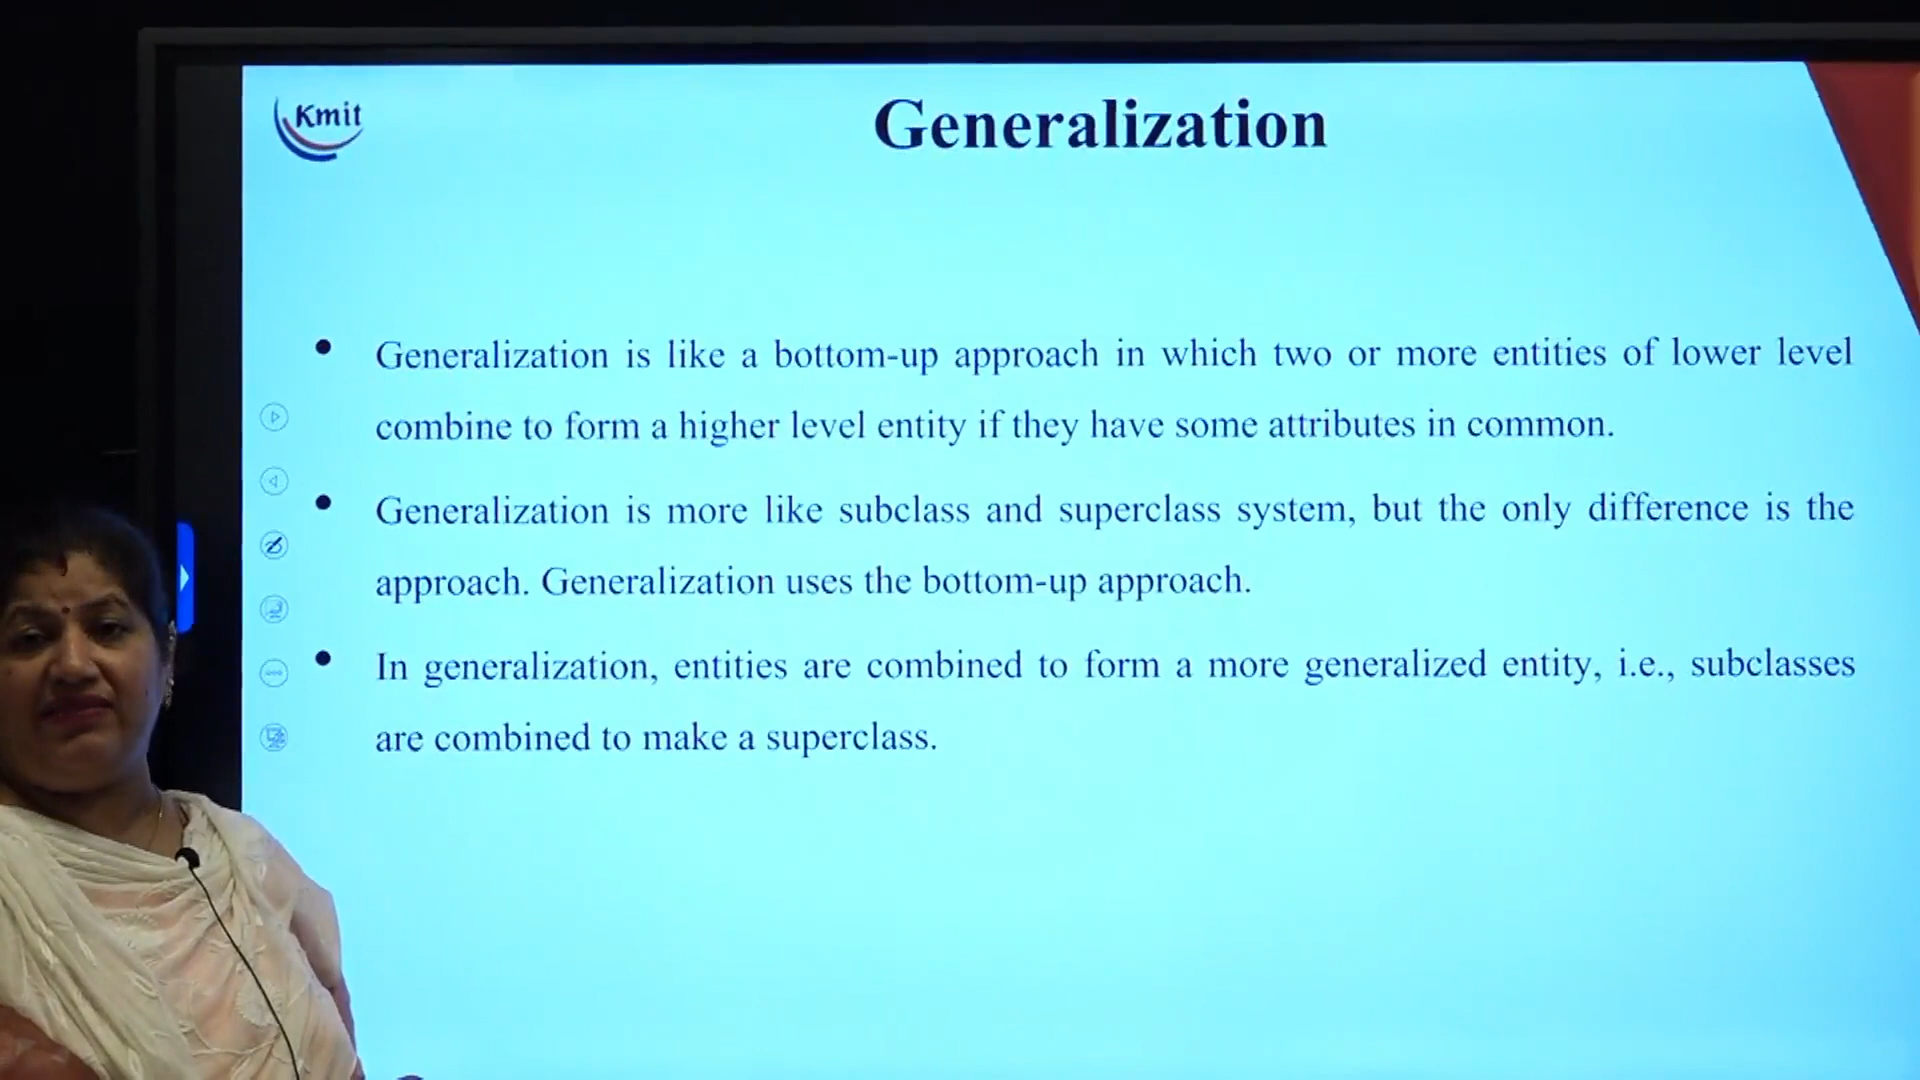 Kmit
Generalization
• Generalization is like a bottom-up approach in which two or more entities of lower level
combine to form a higher level entity if they have some attributes in common.
• Generalization is more like subclass and superclass system, but the only difference is the
approach. Generalization uses the bottom-up approach.
• In generalization, entities are combined to form a more generalized entity, i.e., subclasses
are combined to make a superclass.